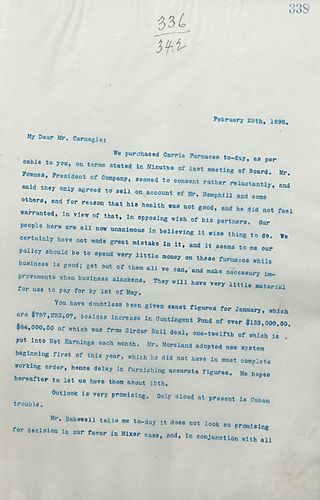 338
336
342
February 25th, 1898.
My Dear Mr. Carnegie:
We purchased Carrie Furnaces to-day, as per
cable to you, on terms stated in Minutes of last meeting of Board. Mr.
Fownes, President of Company, seemed to consent rather reluctantly, and
said they only agreed to sell on account of Mr. Hemphill and some
others, and for reason that his health was not good, and he did not feel
warranted, in view of that, in opposing wish of his partners. Our
people here are all now unanimous in believing it wise thing to do. We
certainly have not made great mistake in it, and it seems to me our
policy should be to spend very little money on these furnaces while
business is good; get out of them all we can, and make necessary im-
provements when business slackens. They will have very little material
for use to pay for by 1st of May.
You have doubtless been given exact figures for January, which
are $767,223,07, besides increase in Contingent Fund of over $133,000.00.
$84,000,00 of which was from Girder Rail deal, one-twelfth of which is
put into Net Earnings each month. Mr. Moreland adopted new system
beginning first of this year, which he did not have in most complete
working order, hence delay in furnishing accurate figures. He hopes
hereafter to let us have them about 15th.
Outlook is very promising. Only cloud at present is Cuban
trouble.
Mr. Bakewell tells me to-day it does not look so promising
for decision in our favor in Mixer case, and, in conjunction with all